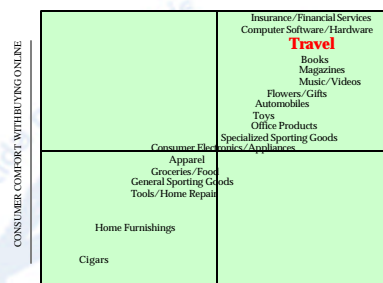 Insurance/Financial Services
Computer Software/Hardware
Travel
Books
Magazines
Music/Videos
Flowers/Gifts
Automobiles
Toys
Office Products
Specialized Sporting Goods
Consumer Electronics/Appliances
Apparel
Groceries/Food
General Sporting Goods
Tools/Home Repair
Home Furnishings
Cigars
CONSUMER COMFORT WITH BUYING ONLINE